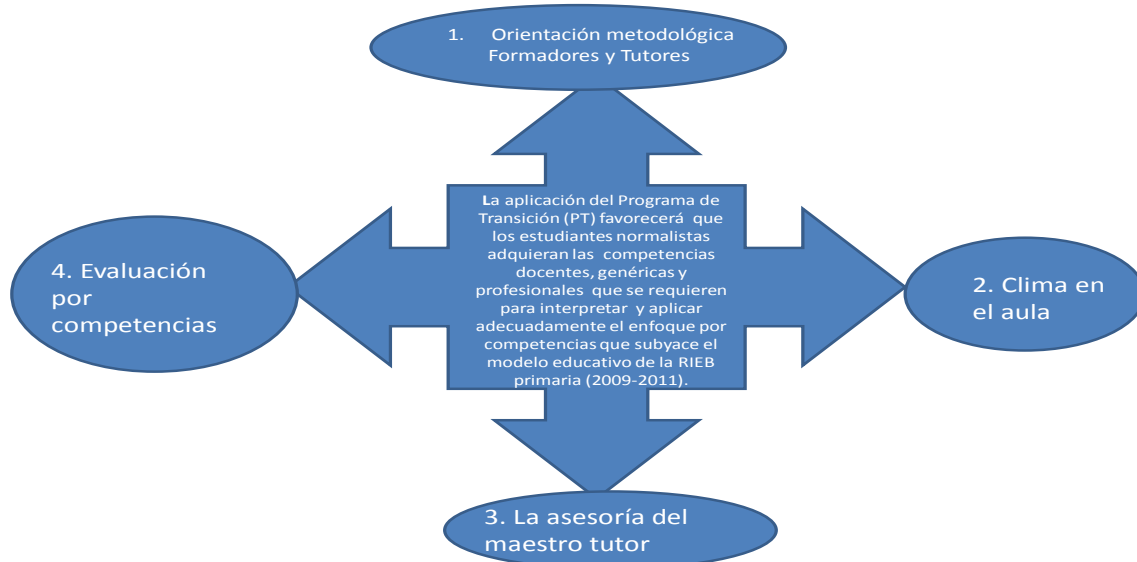 1. Orientación metodológica
Formadores y Tutores
La aplicación del Programa de
Transición (PT) favorecerá que
los estudiantes normalistas
adquieran las competencias
docentes, genéricas y
profesionales que se requieren
para interpretar y aplicar
adecuadamente el enfoque por
competencias que subyace el
modelo educativo de la RIEB
primaria (2009-2011).
4. Evaluación
por
competencias
2. Clima en
el aula
3. La asesoría del
maestro tutor